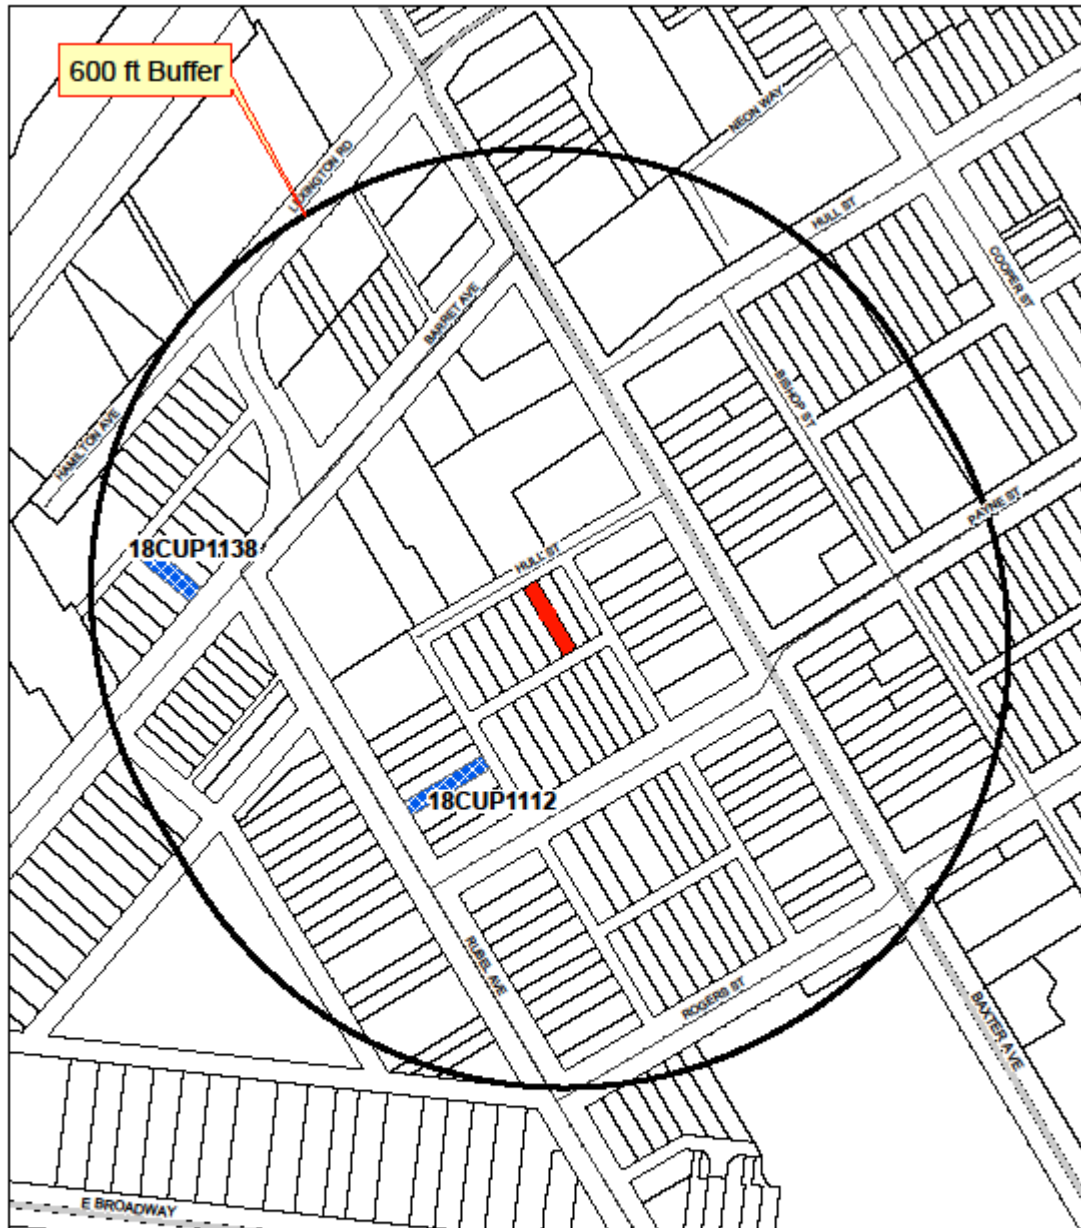 600 ft Buffer
NEON WAY
LEXINGTON RD
HULL ST
COOPER ST
BARRET AVE
BISHOP ST
HAMILTON AVE
PAYNE ST
18CUP1138
HULL ST
18CUP1112
RUBEL AVE
ROGERS ST
BAXTER AVE
E BROADWAY